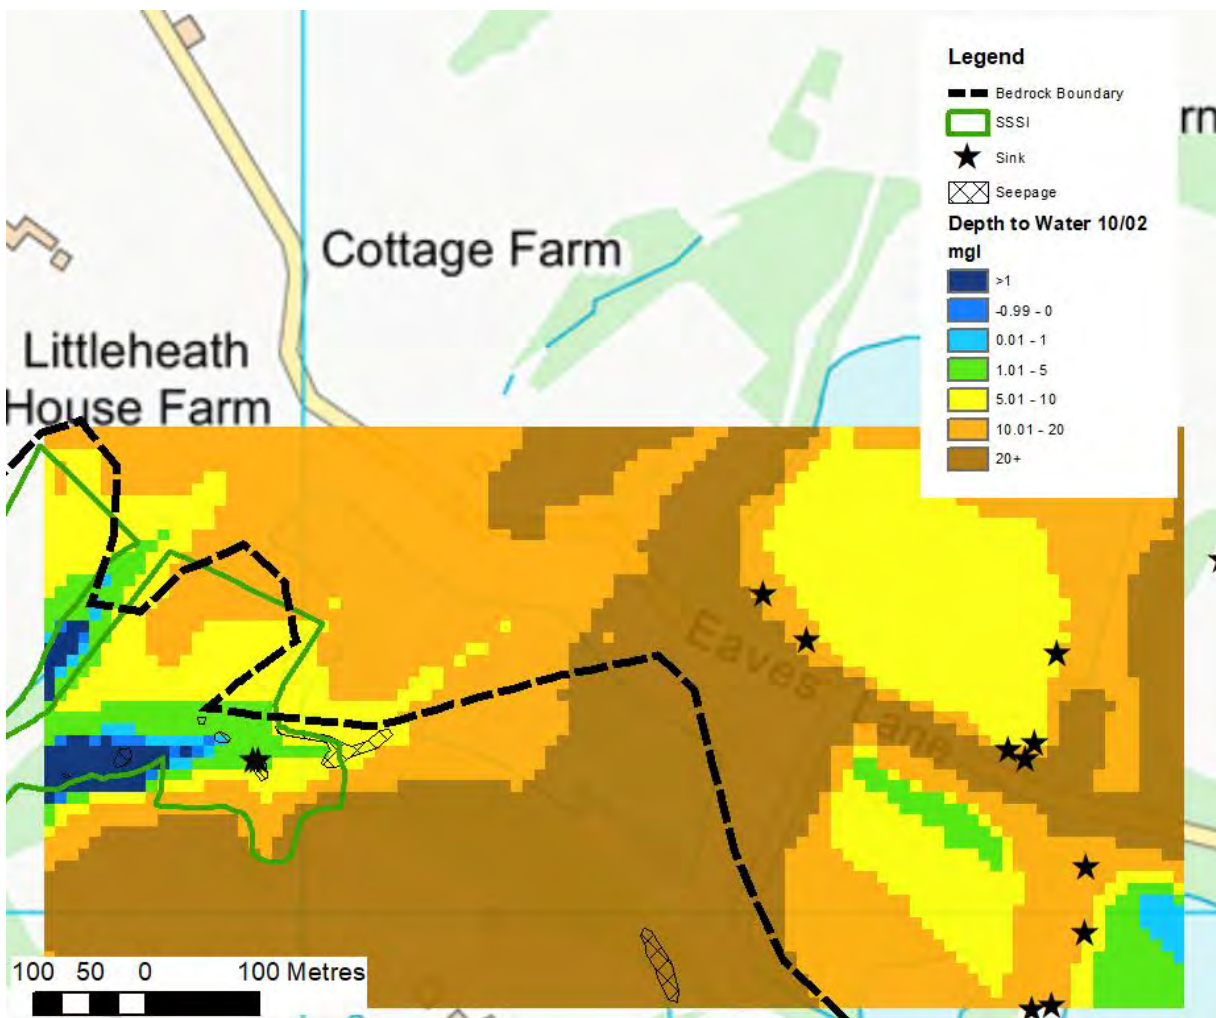 Legend
Bedrock Boundary
SSSI
Sink
Seepage
Depth to Water 10/02
mgl
>1
-0.99 - 0
0.01 - 1
1.01 - 5
5.01 - 10
10.01 - 20
20+
rn
Cottage Farm
Littleheath
House Farm
Eaves' Lane
100 50 0 100 Metres